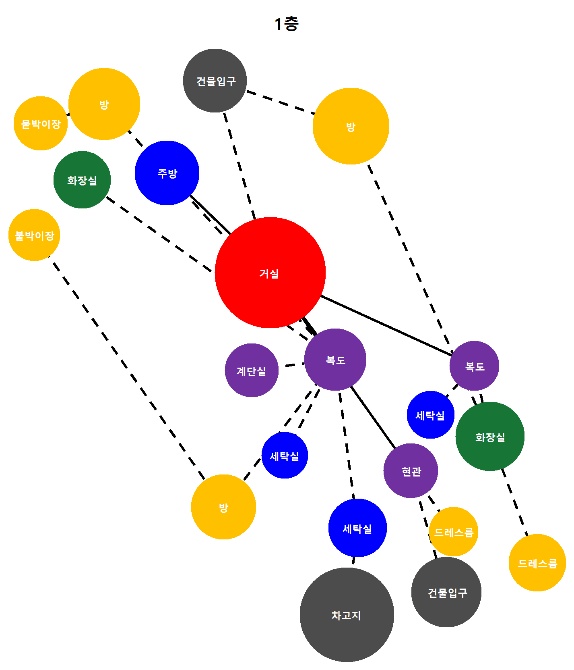 1층
건물입구
방
붙박이장
방
주방
화장실
붙박이장
거실
복도
계단실
복도
세탁실
화장실
세탁실
현관
방
세탁실
드레스룸
드레스룸
건물입구
차고지